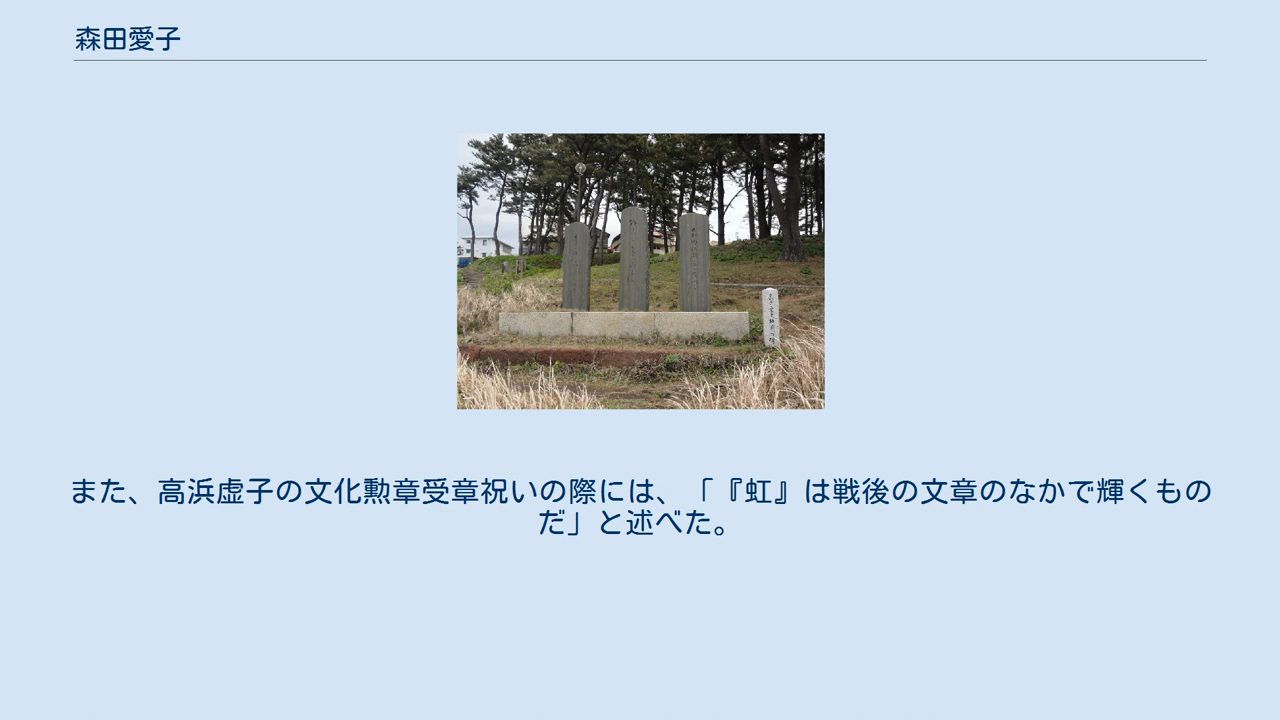 森田愛子
また、高浜虚子の文化勲章受章祝いの際には、「『虹』は戦後の文章のなかで輝くもの
だ」と述べた。